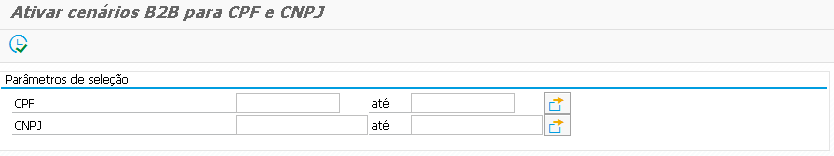 Ativar cenários B2B para CPF e CNPJ
Parâmetros de seleção
CPF até
CNPJ até